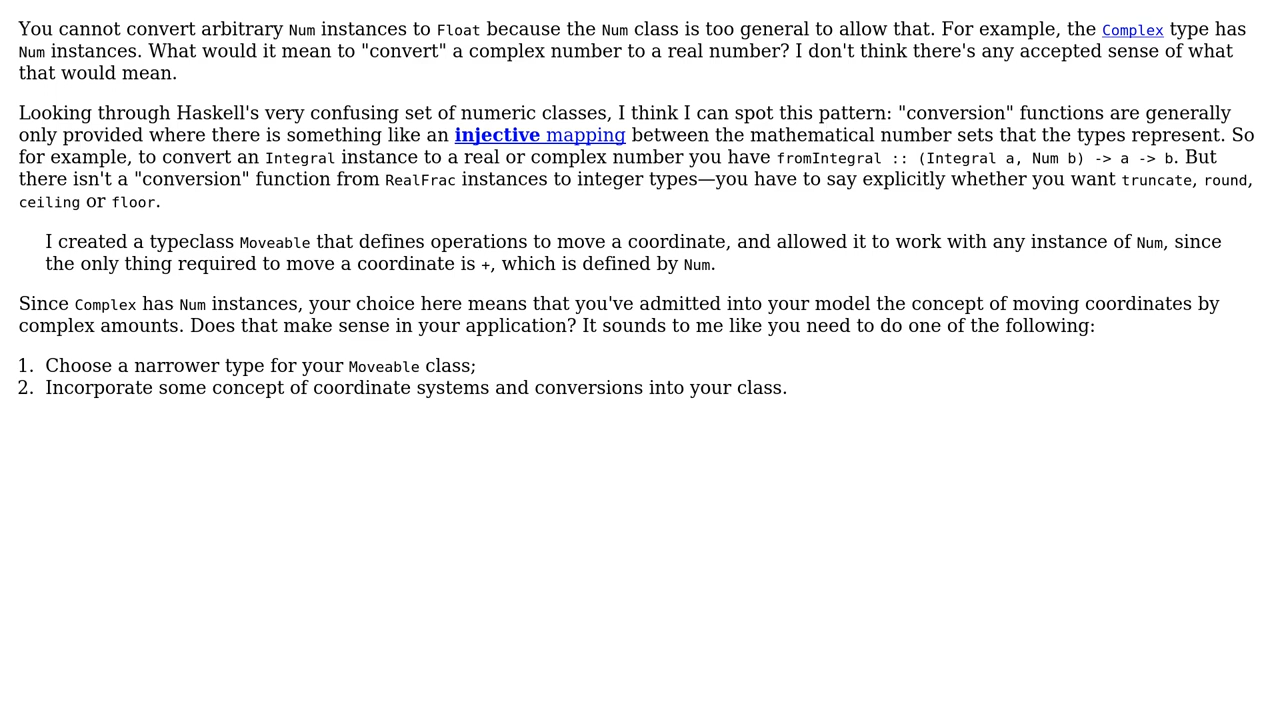 You cannot convert arbitrary Num instances to Float because the Num class is too general to allow that. For example, the Complex type has
Num instances. What would it mean to "convert" a complex number to a real number? I don't think there's any accepted sense of what
that would mean.
Looking through Haskell's very confusing set of numeric classes, I think I can spot this pattern: "conversion" functions are generally
only provided where there is something like an injective mapping between the mathematical number sets that the types represent. So
for example, to convert an Integral instance to a real or complex number you have fromIntegral :: (Integral a, Num b) -> a -> b. But
there isn't a "conversion" function from RealFrac instances to integer types—you have to say explicitly whether you want truncate, round,
ceiling or floor.
I created a typeclass Moveable that defines operations to move a coordinate, and allowed it to work with any instance of Num, since
the only thing required to move a coordinate is +, which is defined by Num.
Since Complex has Num instances, your choice here means that you've admitted into your model the concept of moving coordinates by
complex amounts. Does that make sense in your application? It sounds to me like you need to do one of the following:
1. Choose a narrower type for your Moveable class;
2. Incorporate some concept of coordinate systems and conversions into your class.